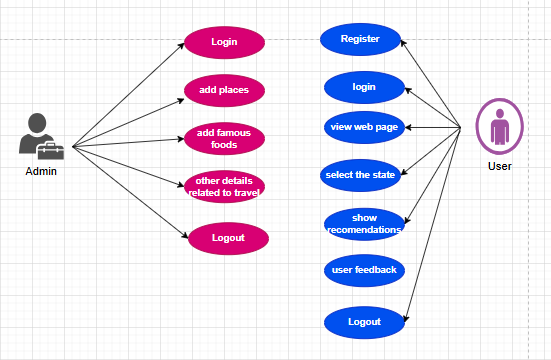 Login
add places
add famous
foods
other details
related to travel
Logout
Admin
Register
login
view web page
select the state
show
recomendations
user feedback
Logout
User